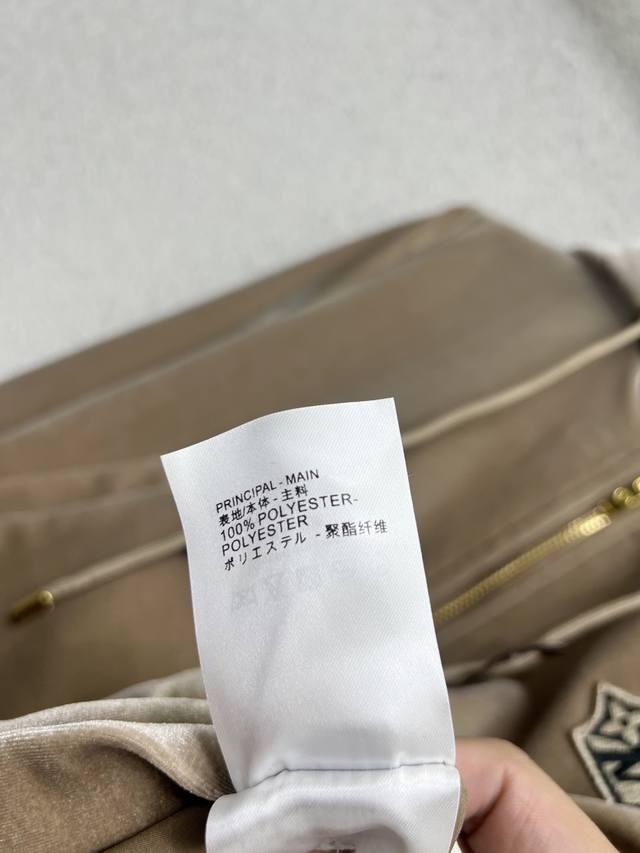 PRINCIPAL - MAIN
表地/本体 - 主料
100% POLYESTER-
POLYESTER
ポリエステル - 聚酯纤维